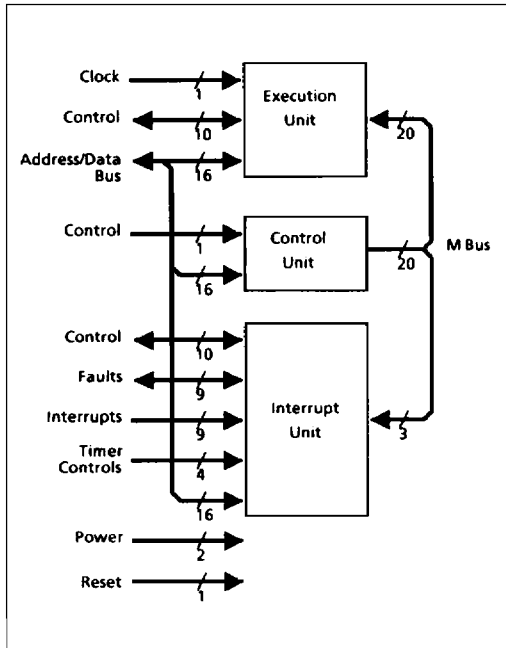 Clock
1
Execution
Unit
Control
10
20
Address/Data
Bus
16
Control
1
Control
Unit
20
M Bus
16
Control
10
Faults
9
Interrupts
9
Interrupt
Unit
3
Timer
Controls
4
16
Power
2
Reset
1